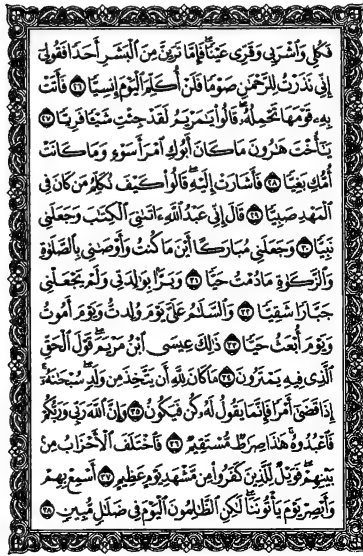 فَكُلِي وَاشْرَبِي وَقَرِّي عَيْنًا ۖ فَإِمَّا تَرَيِنَّ مِنَ الْبَشَرِ أَحَدًا فَقُولِي
إِنِّي نَذَرْتُ لِلرَّحْمَٰنِ صَوْمًا فَلَنْ أُكَلِّمَ الْيَوْمَ إِنسِيًّا ٢٦ فَأَتَتْ
بِهِ قَوْمَهَا تَحْمِلُهُ ۖ قَالُوا يَا مَرْيَمُ لَقَدْ جِئْتِ شَيْئًا فَرِيًّا ٢٧
يَا أُخْتَ هَارُونَ مَا كَانَ أَبُوكِ امْرَأَ سَوْءٍ وَمَا كَانَتْ
أُمُّكِ بَغِيًّا ٢٨ فَأَشَارَتْ إِلَيْهِ ۖ قَالُوا كَيْفَ نُكَلِّمُ مَن كَانَ فِي
الْمَهْدِ صَبِيًّا ٢٩ قَالَ إِنِّي عَبْدُ اللَّهِ آتَانِيَ الْكِتَابَ وَجَعَلَنِي
نَبِيًّا ٣٠ وَجَعَلَنِي مُبَارَكًا أَيْنَ مَا كُنتُ وَأَوْصَانِي بِالصَّلَاةِ
وَالزَّكَاةِ مَا دُمْتُ حَيًّا ٣١ وَبَرًّا بِوَالِدَتِي وَلَمْ يَجْعَلْنِي
جَبَّارًا شَقِيًّا ٣٢ وَالسَّلَامُ عَلَيَّ يَوْمَ وُلِدتُّ وَيَوْمَ أَمُوتُ
وَيَوْمَ أُبْعَثُ حَيًّا ٣٣ ذَٰلِكَ عِيسَى ابْنُ مَرْيَمَ ۚ قَوْلَ الْحَقِّ
الَّذِي فِيهِ يَمْتَرُونَ ٣٤ مَا كَانَ لِلَّهِ أَن يَتَّخِذَ مِن وَلَدٍ ۖ سُبْحَانَهُ ۚ
إِذَا قَضَىٰ أَمْرًا فَإِنَّمَا يَقُولُ لَهُ كُن فَيَكُونُ ٣٥ وَإِنَّ اللَّهَ رَبِّي وَرَبُّكُمْ
فَاعْبُدُوهُ ۚ هَٰذَا صِرَاطٌ مُّسْتَقِيمٌ ٣٦ فَاخْتَلَفَ الْأَحْزَابُ مِن
بَيْنِهِمْ ۖ فَوَيْلٌ لِّلَّذِينَ كَفَرُوا مِن مَّشْهَدِ يَوْمٍ عَظِيمٍ ٣٧ أَسْمِعْ بِهِمْ
وَأَبْصِرْ يَوْمَ يَأْتُونَنَا ۖ لَٰكِنِ الظَّالِمُونَ الْيَوْمَ فِي ضَلَالٍ مُّبِينٍ ٣٨